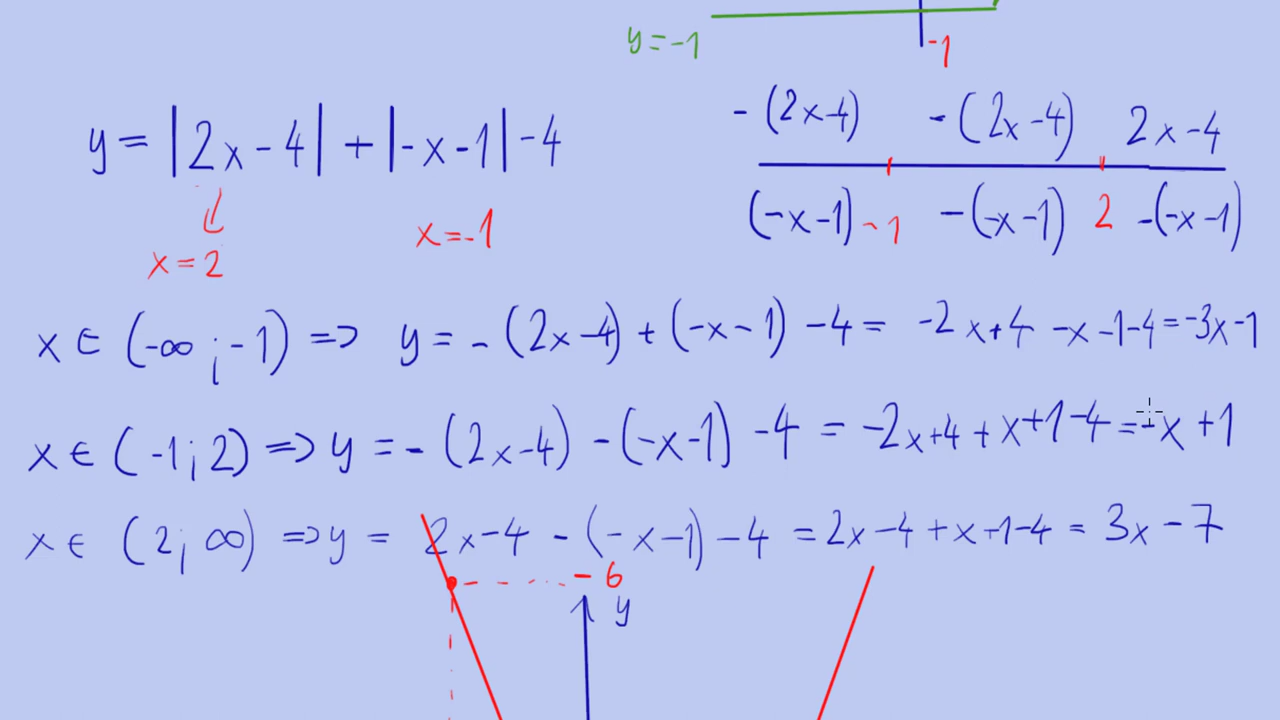 y = -1
-1
y = |2x - 4| + |-x - 1| - 4
-(2x-4) -(2x-4) 2x-4
(-x-1) -1 -(-x-1) 2 -(-x-1)
x = 2 x = -1
x ∈ (-∞; -1) => y = -(2x-4) + (-x-1) - 4 = -2x+4 -x-1-4 = -3x-1
x ∈ (-1; 2) => y = -(2x-4) -(-x-1) - 4 = -2x+4+x+1-4 = -x+1
x ∈ (2; ∞) => y = 2x-4 - (-x-1) - 4 = 2x-4+x+1-4 = 3x-7
6
y